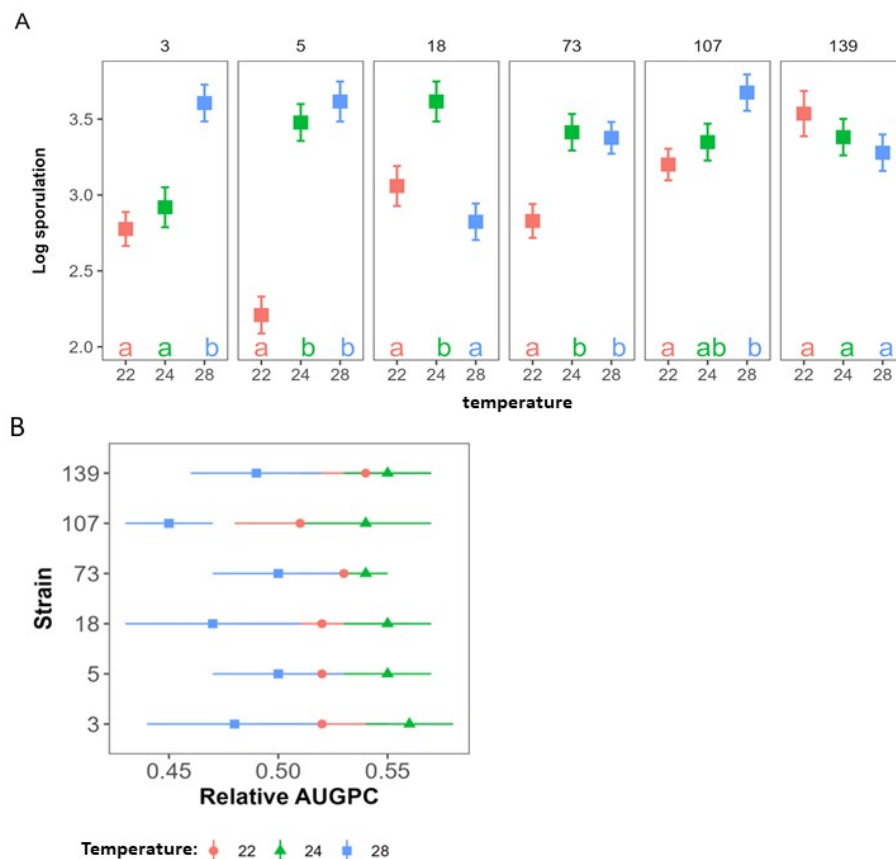 A
3 5 18 73 107 139
Log sporulation
3.5
3.0
2.5
2.0
a a b a b b a b a a b b a ab b a a a
22 24 28 22 24 28 22 24 28 22 24 28 22 24 28 22 24 28
temperature
B
Strain
139
107
73
18
5
3
0.45 0.50 0.55
Relative AUGPC
Temperature: 22 24 28